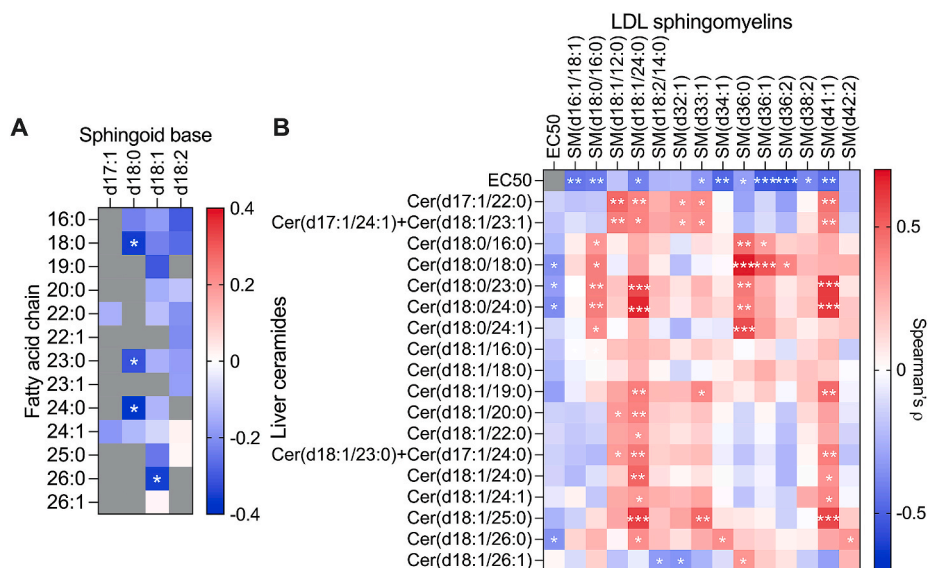 LDL sphingomyelins
A
Sphingoid base
d17:1
d18:0
d18:1
d18:2
Fatty acid chain
16:0
18:0 *
19:0
20:0
22:0
22:1
23:0 *
23:1
24:0 *
24:1
25:0
26:0 *
26:1
0.4
0.2
0
-0.2
-0.4
B
EC50
SM(d16:1/18:1)
SM(d18:0/16:0)
SM(d18:1/12:0)
SM(d18:1/24:0)
SM(d18:2/14:0)
SM(d32:1)
SM(d33:1)
SM(d34:1)
SM(d36:0)
SM(d36:1)
SM(d36:2)
SM(d38:2)
SM(d41:1)
SM(d42:2)
Liver ceramides
EC50 ** ** * * ** * ****** * **
Cer(d17:1/22:0) ** * * * **
Cer(d17:1/24:1)+Cer(d18:1/23:1) ** * * * **
Cer(d18:0/16:0) * ** *
Cer(d18:0/18:0) * * ****** *
Cer(d18:0/23:0) * ** *** ** ***
Cer(d18:0/24:0) * ** *** ** ***
Cer(d18:0/24:1) * ***
Cer(d18:1/16:0)
Cer(d18:1/18:0)
Cer(d18:1/19:0) ** * **
Cer(d18:1/20:0) * **
Cer(d18:1/22:0) *
Cer(d18:1/23:0)+Cer(d17:1/24:0) * ** **
Cer(d18:1/24:0) ** *
Cer(d18:1/24:1) * *
Cer(d18:1/25:0) *** ** ***
Cer(d18:1/26:0) * * * *
Cer(d18:1/26:1) * * *
0.5
0
-0.5
Spearman's ρ